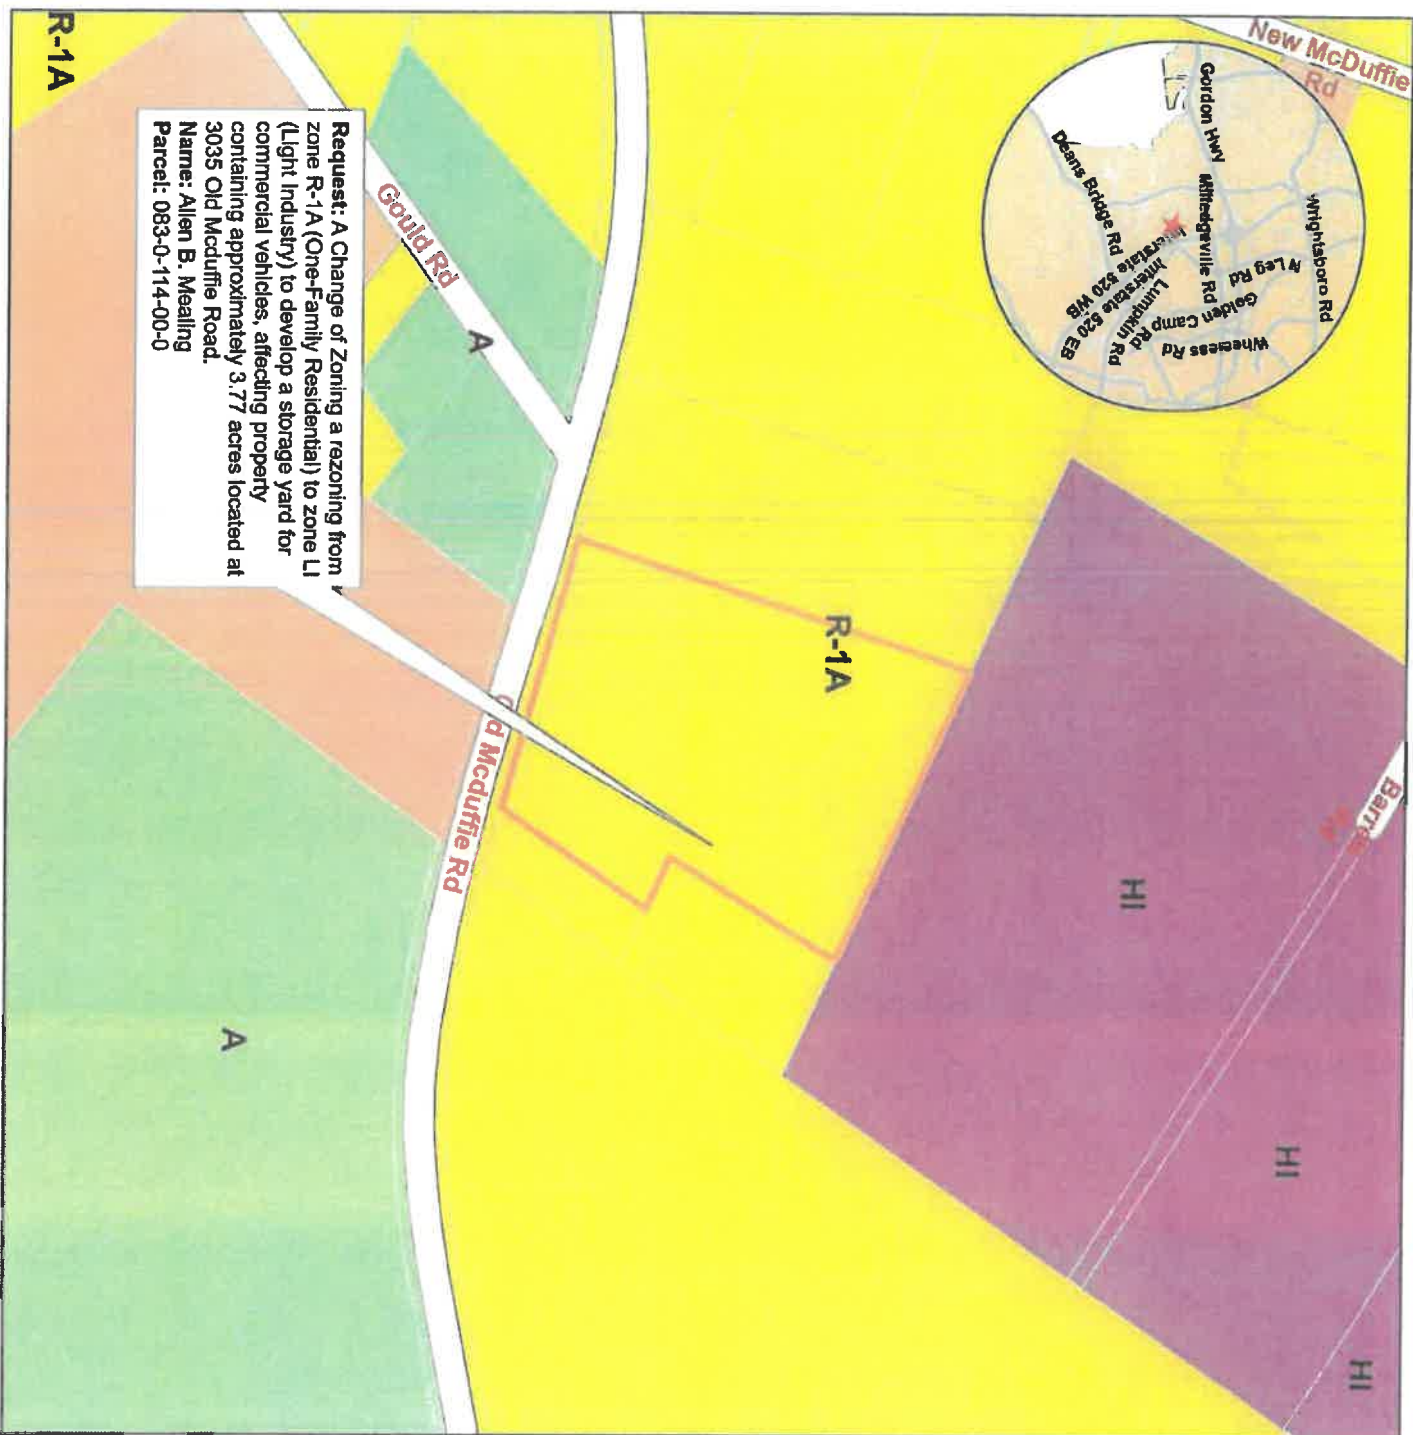 New McDuffie
Rd
Gordon Hwy
Milledgeville Rd
Wrightsboro Rd
Deans Bridge Rd
N Leg Rd
Golden Camp Rd
Wheeless Rd
Lumpkin Rd
Interstate 520 EB
Interstate 520 WB
Barrett
Rd
HI
HI
HI
R-1A
Old Mcduffie Rd
Gould Rd
A
A
R-1A
Request: A Change of Zoning a rezoning from
zone R-1A (One-Family Residential) to zone LI
(Light Industry) to develop a storage yard for
commercial vehicles, affecting property
containing approximately 3.77 acres located at
3035 Old Mcduffie Road.
Name: Allen B. Mealing
Parcel: 083-0-114-00-0